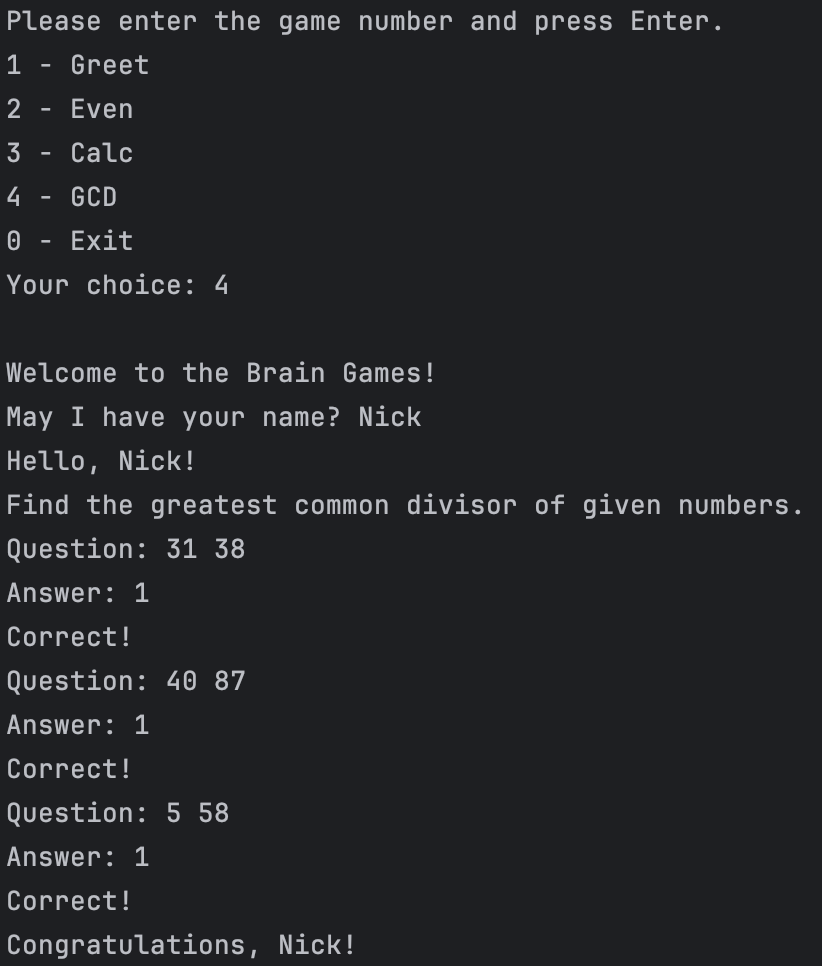 Please enter the game number and press Enter.
1 - Greet
2 - Even
3 - Calc
4 - GCD
0 - Exit
Your choice: 4

Welcome to the Brain Games!
May I have your name? Nick
Hello, Nick!
Find the greatest common divisor of given numbers.
Question: 31 38
Answer: 1
Correct!
Question: 40 87
Answer: 1
Correct!
Question: 5 58
Answer: 1
Correct!
Congratulations, Nick!